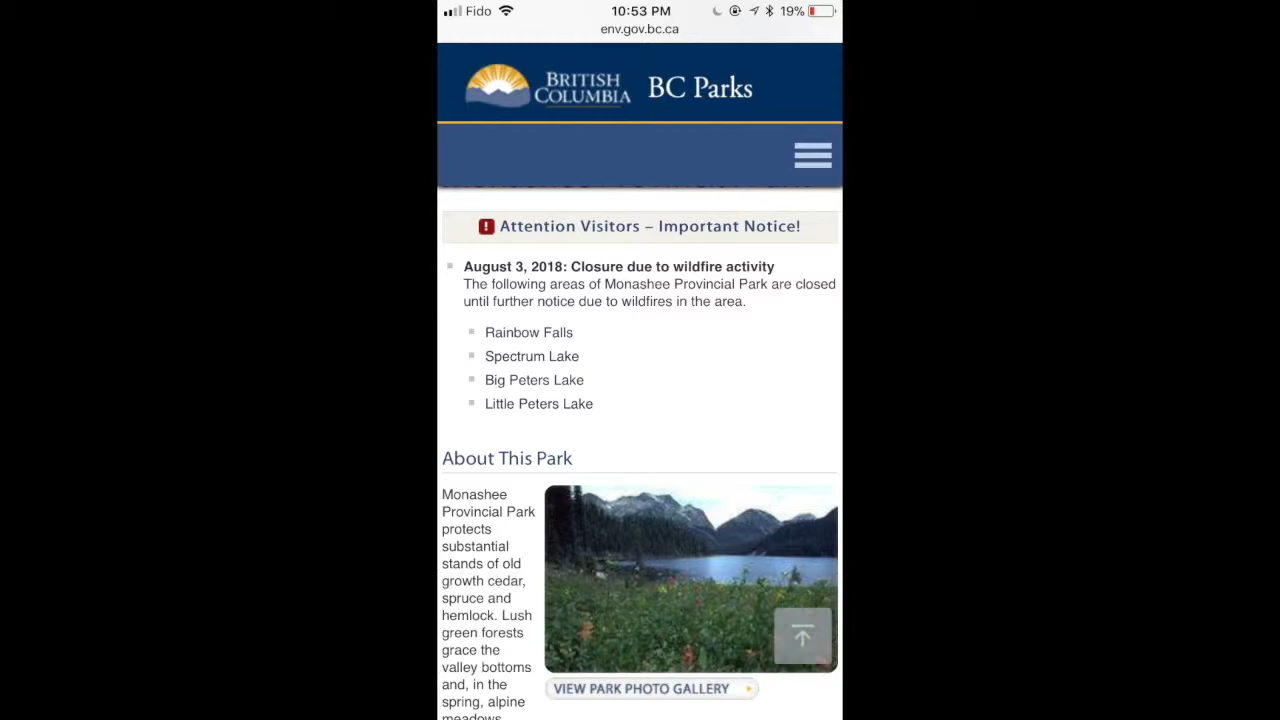 Fido
10:53 PM
19%
env.gov.bc.ca
BRITISH
COLUMBIA
BC Parks
Attention Visitors – Important Notice!
August 3, 2018: Closure due to wildfire activity
The following areas of Monashee Provincial Park are closed
until further notice due to wildfires in the area.
Rainbow Falls
Spectrum Lake
Big Peters Lake
Little Peters Lake
About This Park
Monashee
Provincial Park
protects
substantial
stands of old
growth cedar,
spruce and
hemlock. Lush
green forests
grace the
valley bottoms
and, in the
spring, alpine
meadows
VIEW PARK PHOTO GALLERY